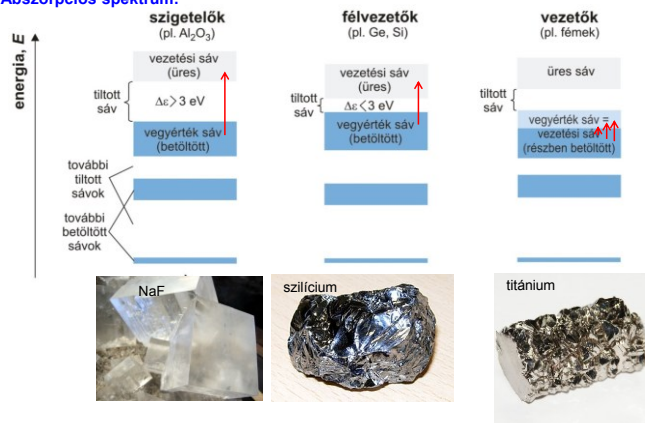 Abszorpciós spektrum:
energia, E
szigetelők
(pl. Al₂O₃)
vezetési sáv
(üres)
tiltott
sáv
Δε>3 eV
vegyérték sáv
(betöltött)
további
tiltott
sávok
további
betöltött
sávok
NaF
félvezetők
(pl. Ge, Si)
vezetési sáv
(üres)
tiltott
sáv
Δε<3 eV
vegyérték sáv
(betöltött)
szilícium
vezetők
(pl. fémek)
üres sáv
tiltott
sáv
vegyérték sáv =
vezetési sáv
(részben betöltött)
titánium